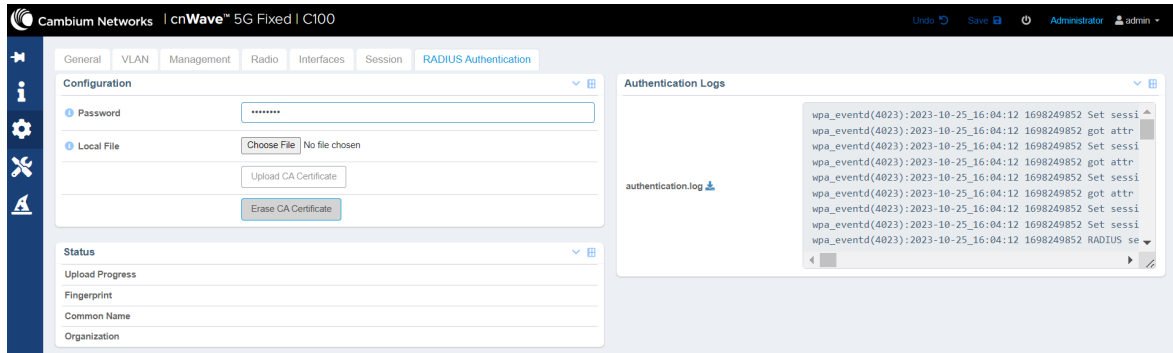 Cambium Networks | cnWave™ 5G Fixed | C100
Undo Save Administrator admin
General VLAN Management Radio Interfaces Session RADIUS Authentication
Configuration
Password ••••••••
Local File Choose File No file chosen
Upload CA Certificate
Erase CA Certificate
Status
Upload Progress
Fingerprint
Common Name
Organization
Authentication Logs
authentication.log
wpa_eventd(4023):2023-10-25_16:04:12 1698249852 Set sessi
wpa_eventd(4023):2023-10-25_16:04:12 1698249852 got attr
wpa_eventd(4023):2023-10-25_16:04:12 1698249852 Set sessi
wpa_eventd(4023):2023-10-25_16:04:12 1698249852 got attr
wpa_eventd(4023):2023-10-25_16:04:12 1698249852 Set sessi
wpa_eventd(4023):2023-10-25_16:04:12 1698249852 got attr
wpa_eventd(4023):2023-10-25_16:04:12 1698249852 Set sessi
wpa_eventd(4023):2023-10-25_16:04:12 1698249852 Set sessi
wpa_eventd(4023):2023-10-25_16:04:12 1698249852 RADIUS se